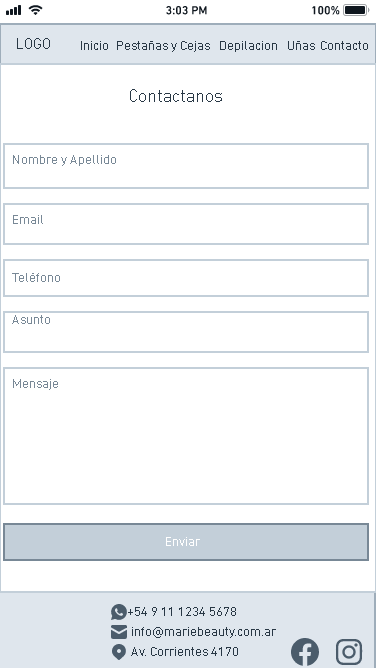 3:03 PM 100%
LOGO Inicio Pestañas y Cejas Depilacion Uñas Contacto
Contactanos
Nombre y Apellido
Email
Teléfono
Asunto
Mensaje
Enviar
+54 9 11 1234 5678
info@mariebeauty.com.ar
Av. Corrientes 4170